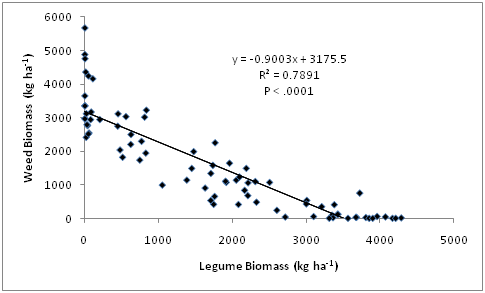 6000
5000
4000
3000
2000
1000
0
Weed Biomass (kg ha⁻¹)
y = -0.9003x + 3175.5
R² = 0.7891
P < .0001
0 1000 2000 3000 4000 5000
Legume Biomass (kg ha⁻¹)